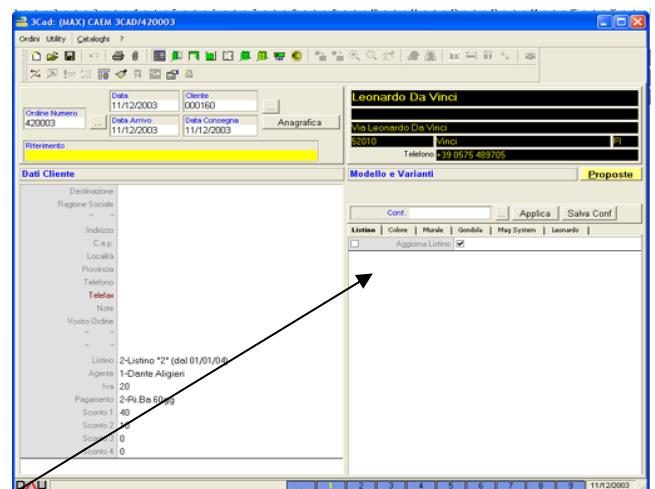 3Cad: (MAX) CAEM 3CAD/420003
Ordini Utility Cataloghi ?
Data Cliente
11/12/2003 000160 ...
Ordine Numero
420003 ... Data Arrivo Data Consegna
11/12/2003 11/12/2003 Anagrafica
Riferimento
Leonardo Da Vinci
Via Leonardo Da Vinci
52010 Vinci FI
Telefono +39 0575 489705
Dati Cliente
Modello e Varianti Proposte
Destinazione
Ragione Sociale
" "
Indirizzo
C.a.p.
Località
Provincia
Telefono
Telefax
Note
Vostro Ordine
" "
" "
Listino 2-Listino "2" (dal 01/01/04)
Agente 1-Dante Aligieri
Iva 20
Pagamento 2-Ri.Ba 60gg
Sconto 1 40
Sconto 2 10
Sconto 3 0
Sconto 4 0
Conf. ... Applica Salva Conf
Listino Colore Murale Gondola Mag System Leonardo
Aggiorna Listino
DAU
1 2 3 4 5 6 7 8 9 11/12/2003